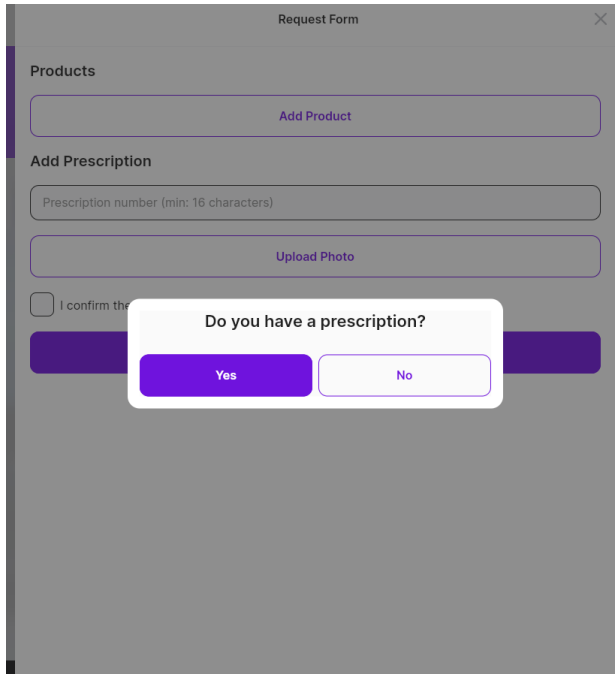 Request Form
Products
Add Product
Add Prescription
Prescription number (min: 16 characters)
Upload Photo
I confirm the
Do you have a prescription?
Yes
No